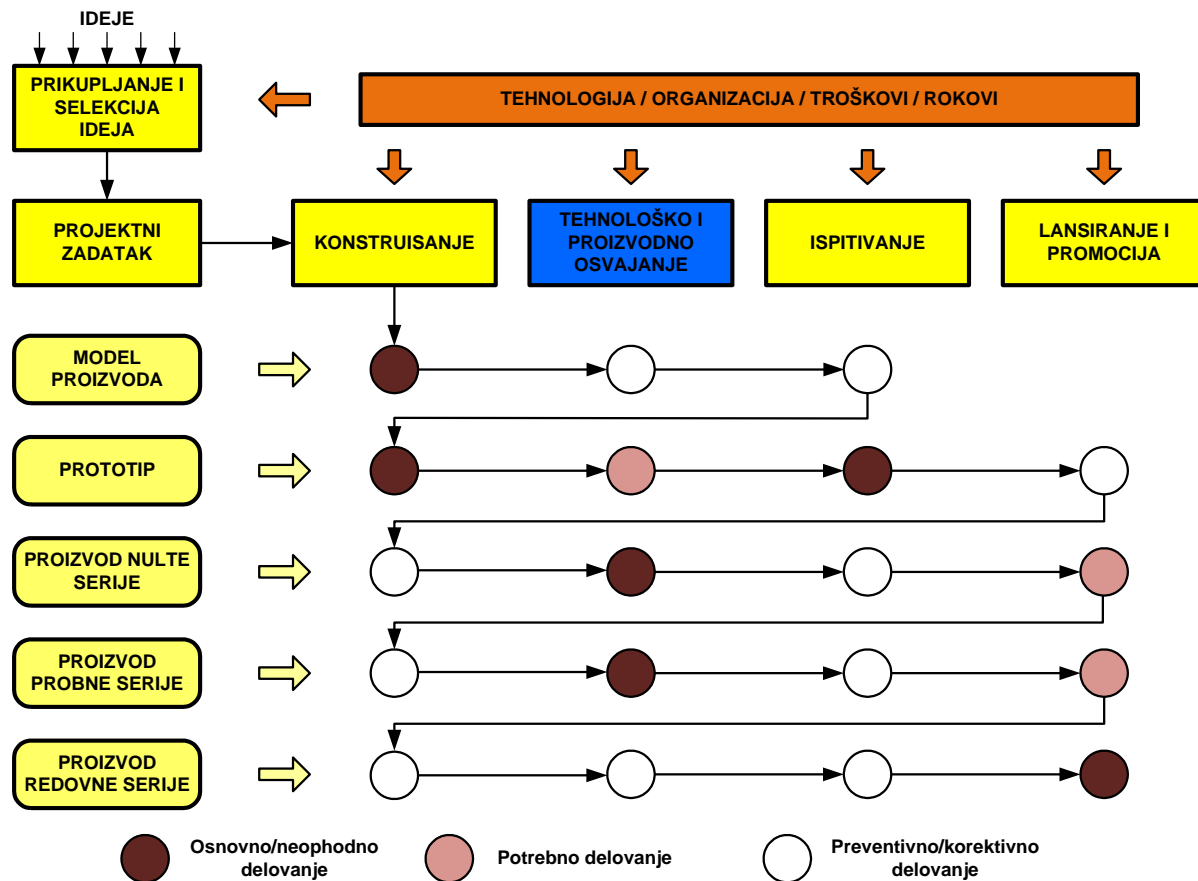 IDEJE
PRIKUPLJANJE I
SELEKCIJA
IDEJA
TEHNOLOGIJA / ORGANIZACIJA / TROŠKOVI / ROKOVI
PROJEKTNI
ZADATAK
KONSTRUISANJE
TEHNOLOŠKO I
PROIZVODNO
OSVAJANJE
ISPITIVANJE
LANSIRANJE I
PROMOCIJA
MODEL
PROIZVODA
PROTOTIP
PROIZVOD NULTE
SERIJE
PROIZVOD
PROBNE SERIJE
PROIZVOD
REDOVNE SERIJE
Osnovno/neophodno
delovanje
Potrebno delovanje
Preventivno/korektivno
delovanje